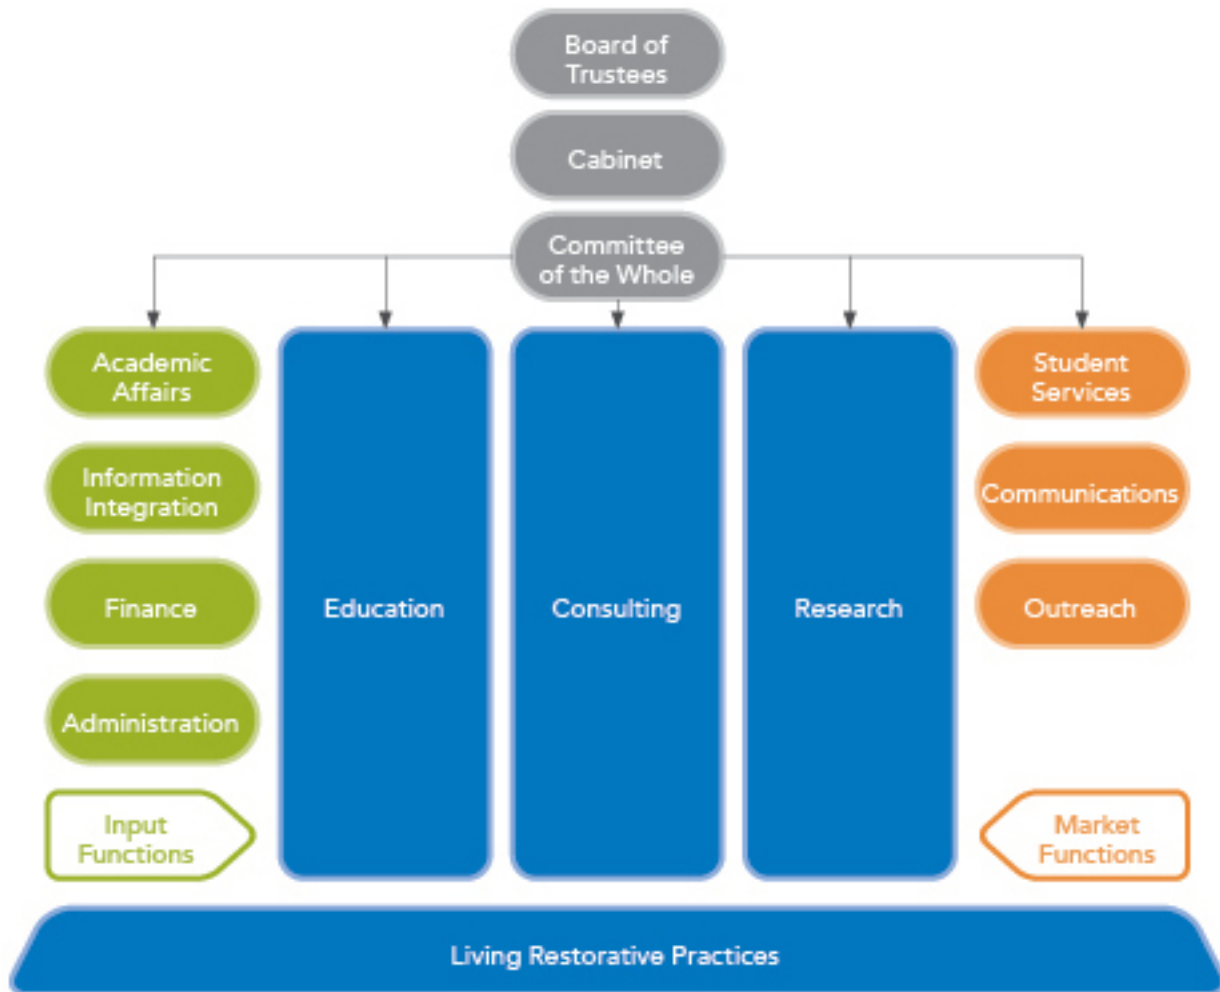 Board of
Trustees
Cabinet
Committee
of the Whole
Academic
Affairs
Information
Integration
Finance
Administration
Input
Functions
Education
Consulting
Research
Student
Services
Communications
Outreach
Market
Functions
Living Restorative Practices